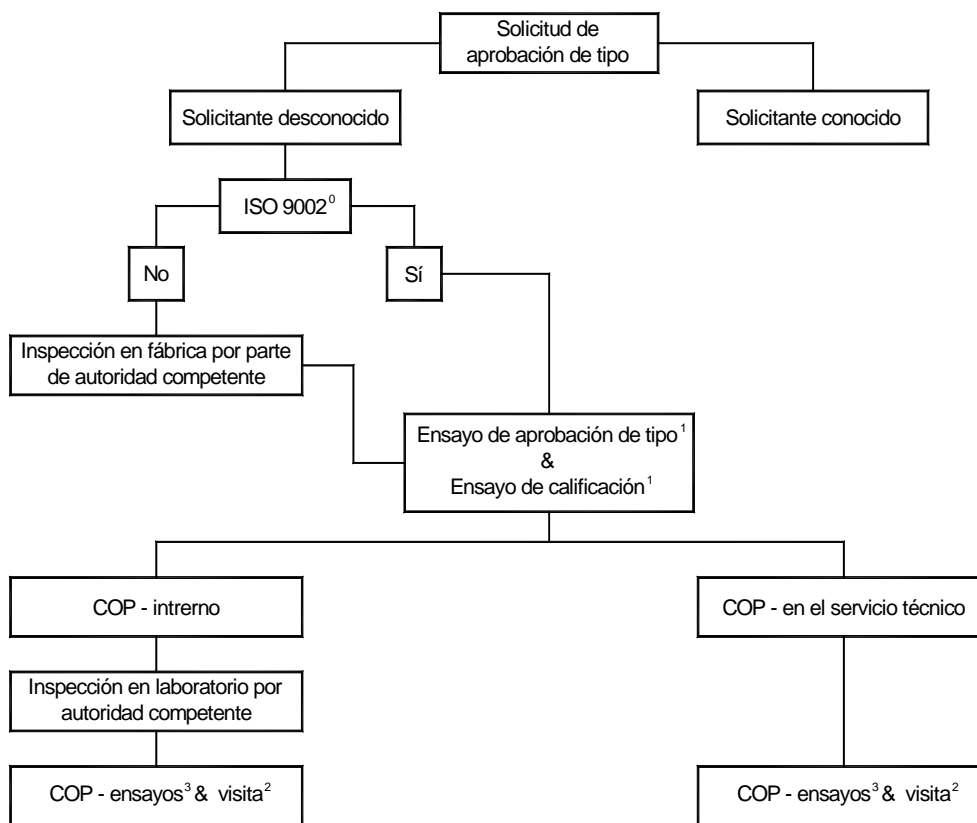 Solicitud de
aprobación de tipo
Solicitante desconocido
Solicitante conocido
ISO 9002⁰
No
Sí
Inspección en fábrica por parte
de autoridad competente
Ensayo de aprobación de tipo¹
&
Ensayo de calificación¹
COP - intrerno
COP - en el servicio técnico
Inspección en laboratorio por
autoridad competente
COP - ensayos³ & visita²
COP - ensayos³ & visita²